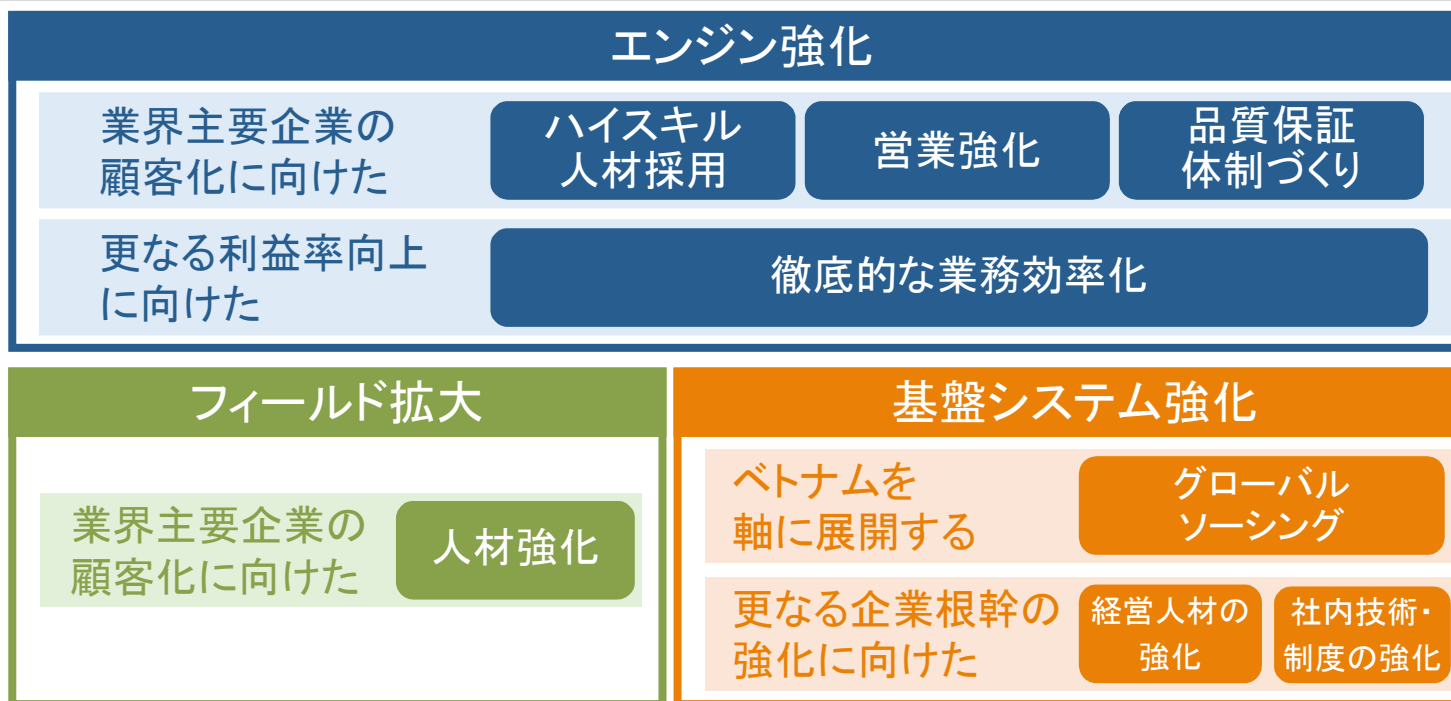 エンジン強化
業界主要企業の
顧客化に向けた
ハイスキル
人材採用
営業強化
品質保証
体制づくり
更なる利益率向上
に向けた
徹底的な業務効率化
フィールド拡大
業界主要企業の
顧客化に向けた
人材強化
基盤システム強化
ベトナムを
軸に展開する
グローバル
ソーシング
更なる企業根幹の
強化に向けた
経営人材の
強化
社内技術・
制度の強化